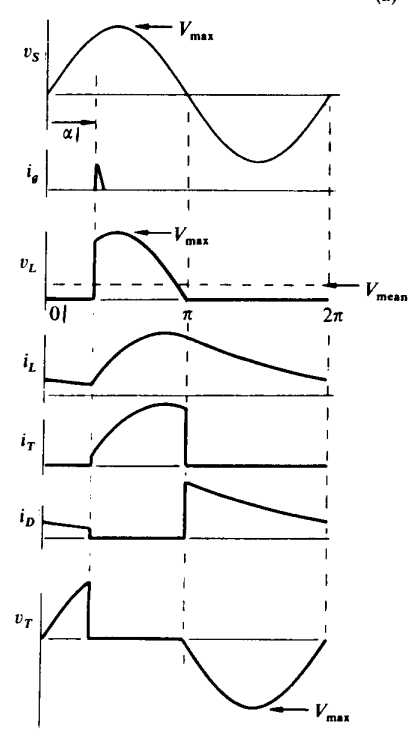 V_max
v_S
α
i_g
V_max
v_L
V_mean
0
π
2π
i_L
i_T
i_D
v_T
V_max